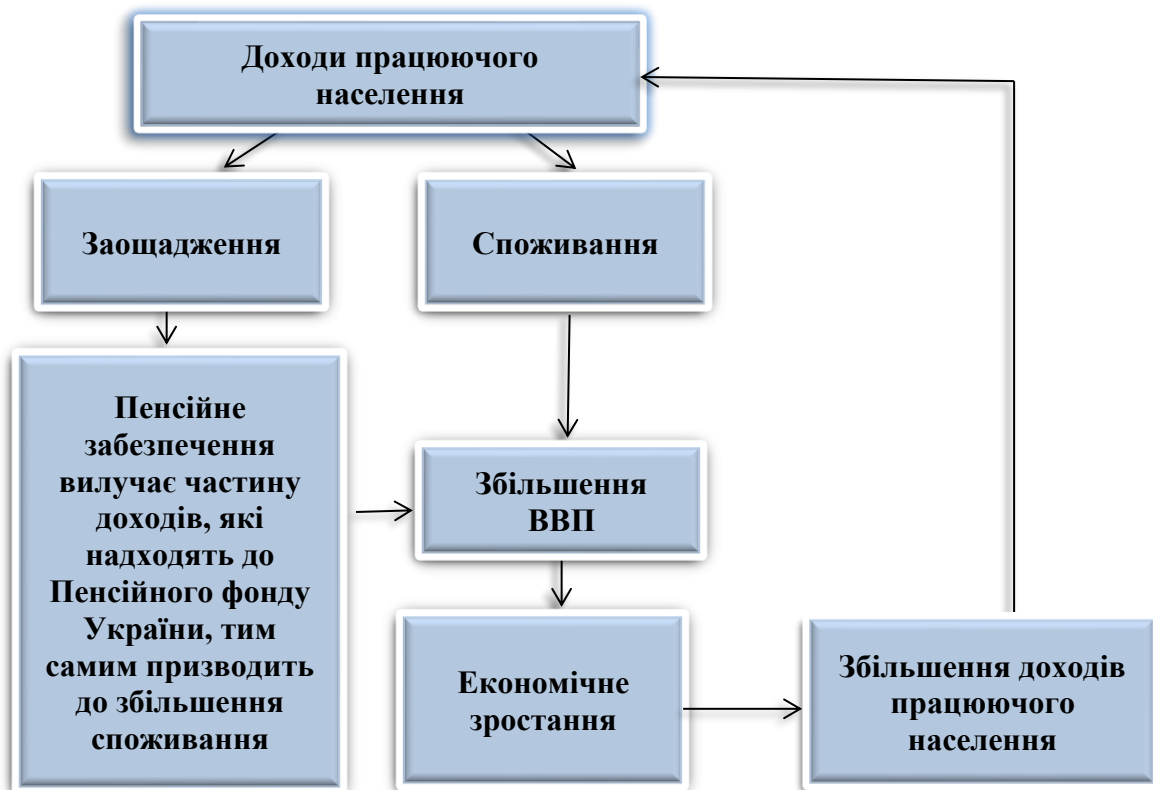 Доходи працюючого
населення
Заощадження
Споживання
Пенсійне
забезпечення
вилучає частину
доходів, які
надходять до
Пенсійного фонду
України, тим
самим призводить
до збільшення
споживання
Збільшення
ВВП
Економічне
зростання
Збільшення доходів
працюючого
населення